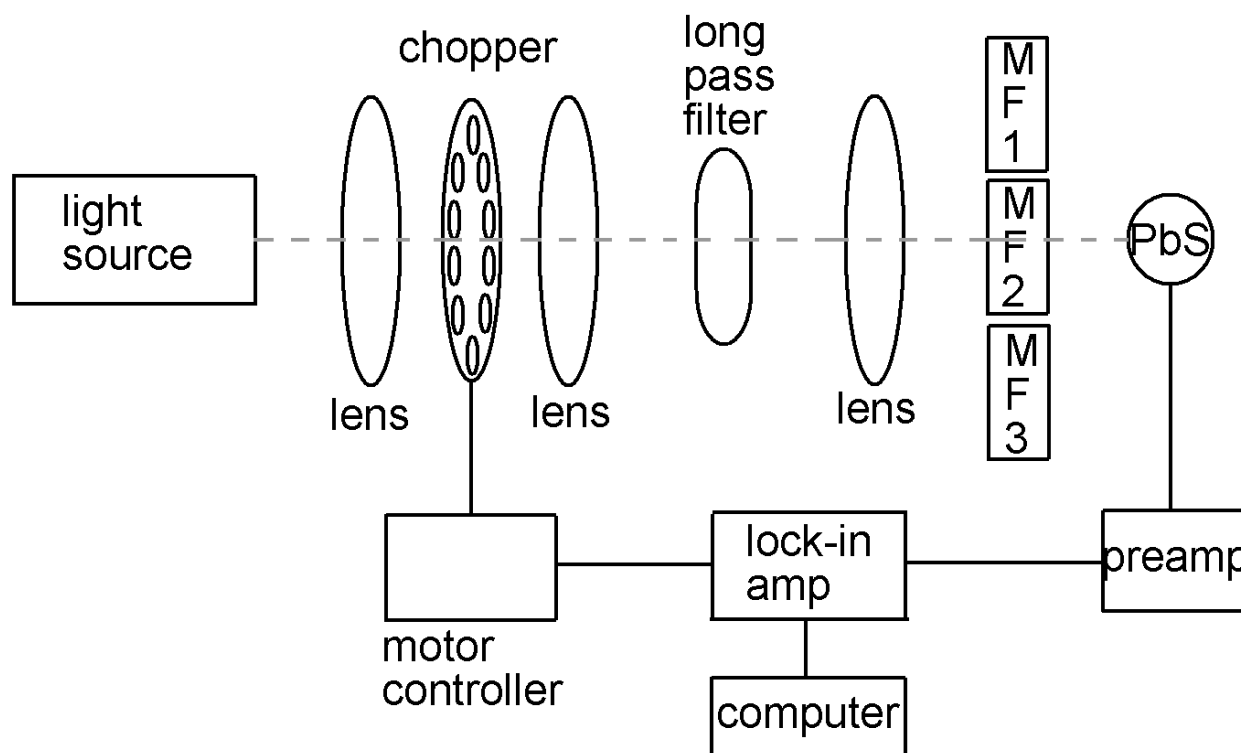 chopper
long
pass
filter
M
F
1
light
source
M
F
2
PbS
M
F
3
lens
lens
lens
lock-in
amp
preamp
motor
controller
computer